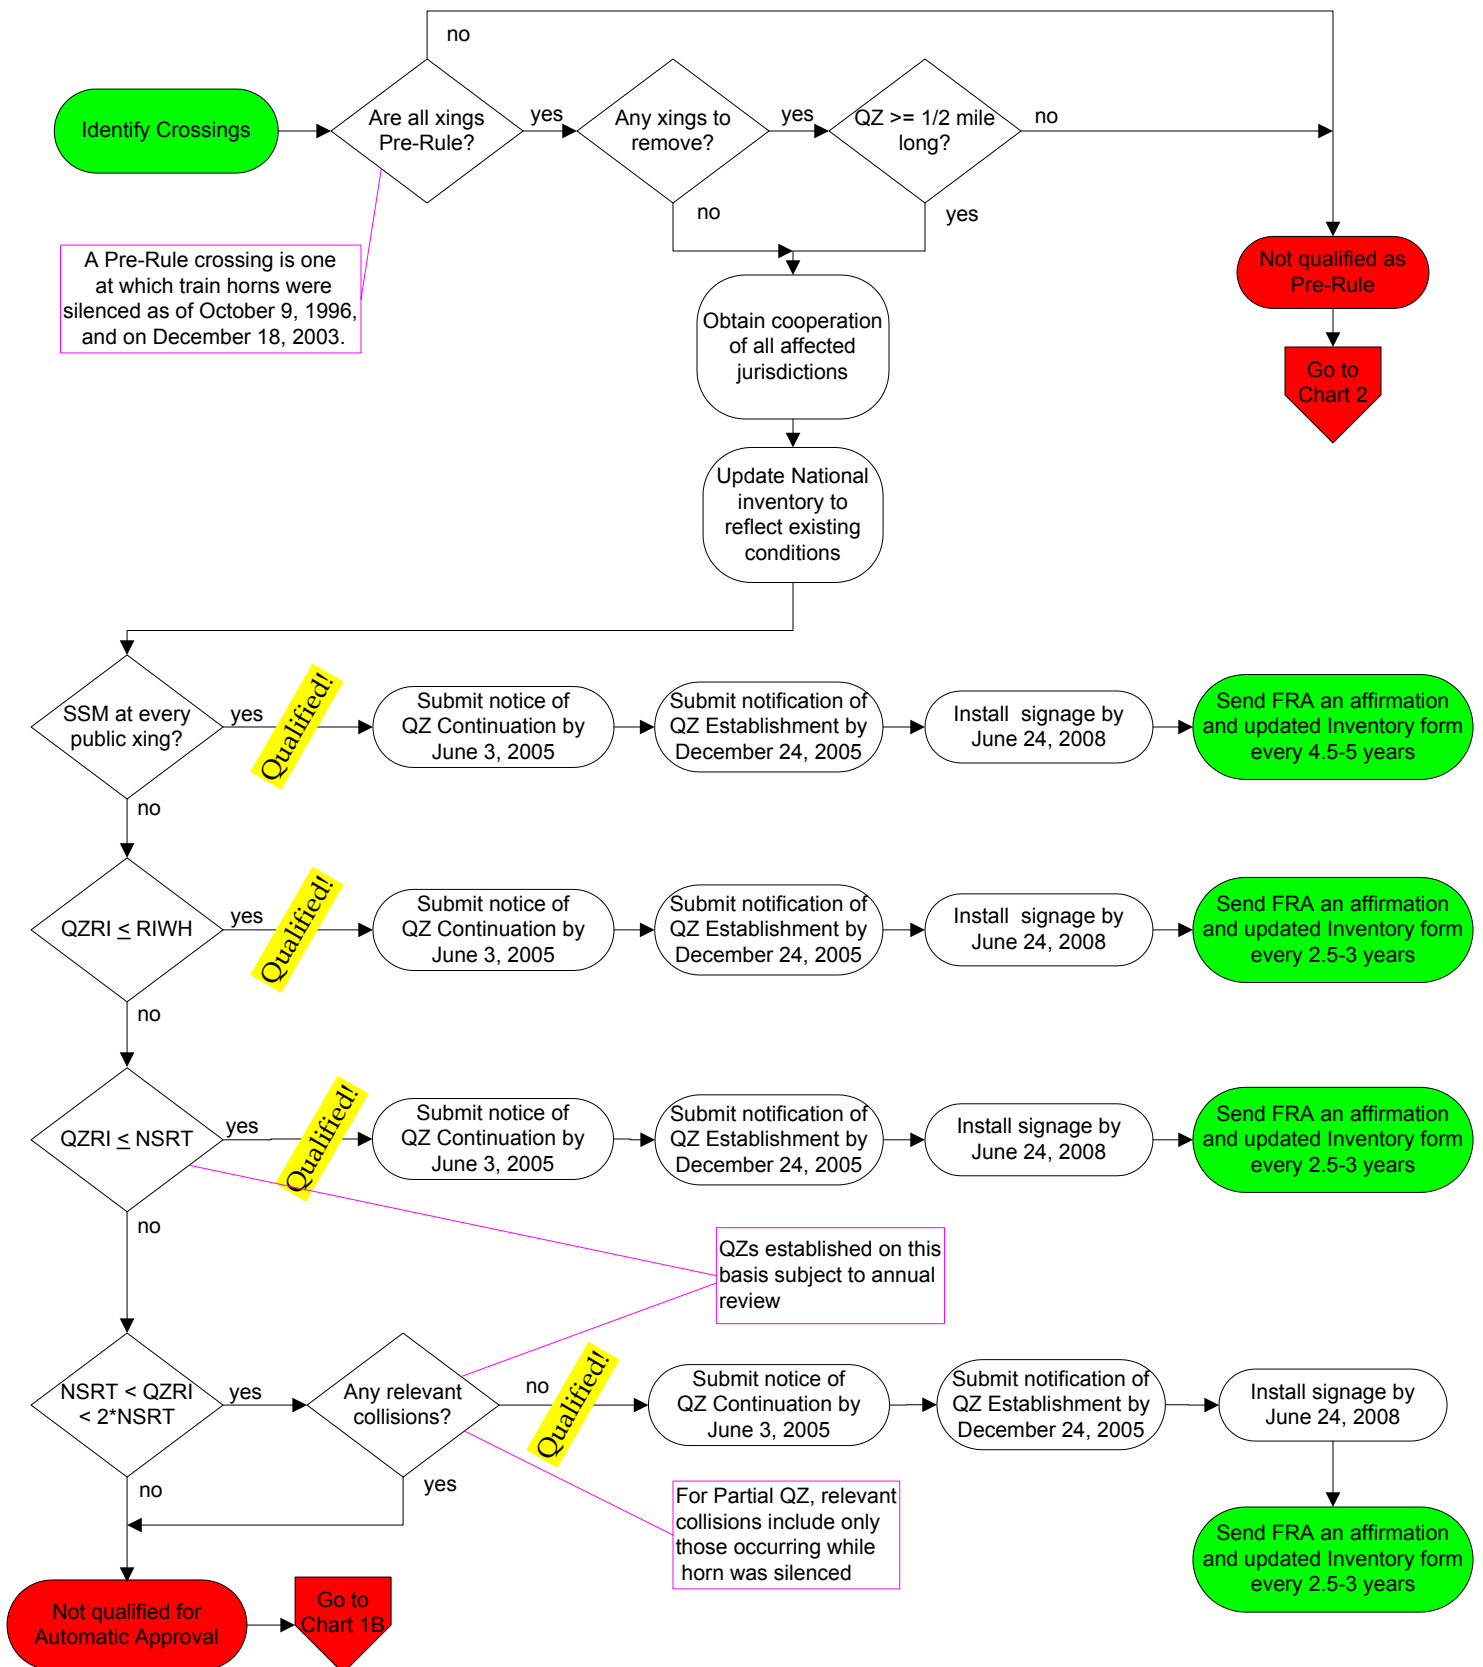 no
Identify Crossings
Are all xings
Pre-Rule?
yes
Any xings to
remove?
yes
QZ >= 1/2 mile
long?
no
no
yes
A Pre-Rule crossing is one
at which train horns were
silenced as of October 9, 1996,
and on December 18, 2003.
Not qualified as
Pre-Rule
Go to
Chart 2
Obtain cooperation
of all affected
jurisdictions
Update National
inventory to
reflect existing
conditions
SSM at every
public xing?
yes
Qualified!
Submit notice of
QZ Continuation by
June 3, 2005
Submit notification of
QZ Establishment by
December 24, 2005
Install signage by
June 24, 2008
Send FRA an affirmation
and updated Inventory form
every 4.5-5 years
no
QZRI ≤ RIWH
yes
Qualified!
Submit notice of
QZ Continuation by
June 3, 2005
Submit notification of
QZ Establishment by
December 24, 2005
Install signage by
June 24, 2008
Send FRA an affirmation
and updated Inventory form
every 2.5-3 years
no
QZRI ≤ NSRT
yes
Qualified!
Submit notice of
QZ Continuation by
June 3, 2005
Submit notification of
QZ Establishment by
December 24, 2005
Install signage by
June 24, 2008
Send FRA an affirmation
and updated Inventory form
every 2.5-3 years
no
QZs established on this
basis subject to annual
review
NSRT < QZRI
< 2*NSRT
yes
Any relevant
collisions?
no
Qualified!
Submit notice of
QZ Continuation by
June 3, 2005
Submit notification of
QZ Establishment by
December 24, 2005
Install signage by
June 24, 2008
no
yes
For Partial QZ, relevant
collisions include only
those occurring while
horn was silenced
Send FRA an affirmation
and updated Inventory form
every 2.5-3 years
Not qualified for
Automatic Approval
Go to
Chart 1B